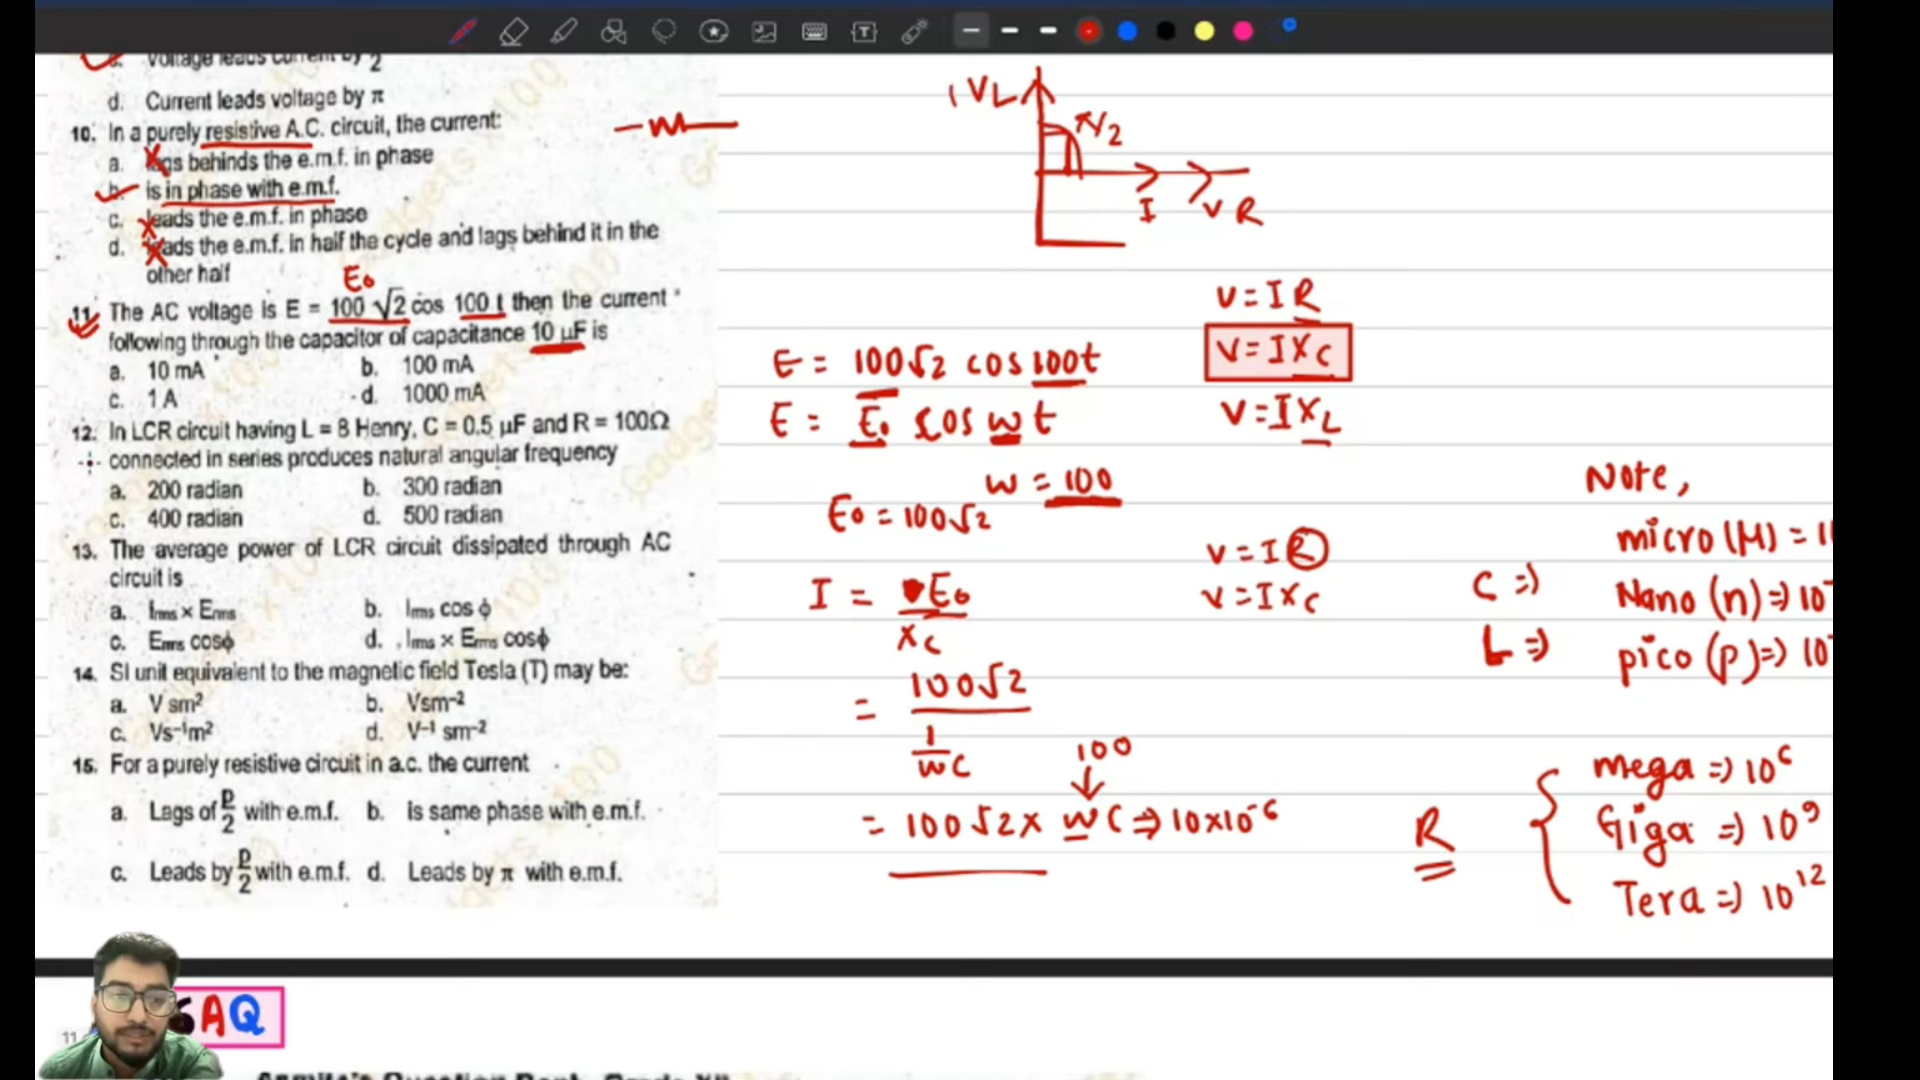 Voltage leads current by 2
d. Current leads voltage by π
10. In a purely resistive A.C. circuit, the current:
a. lags behinds the e.m.f. in phase
b. is in phase with e.m.f.
c. leads the e.m.f. in phase
d. leads the e.m.f. in half the cycle and lags behind it in the
other half
E₀
11. The AC voltage is E = 100 √2 cos 100 t then the current
following through the capacitor of capacitance 10 μF is
a. 10 mA b. 100 mA
c. 1 A d. 1000 mA
12. In LCR circuit having L = 8 Henry, C = 0.5 μF and R = 100Ω
connected in series produces natural angular frequency
a. 200 radian b. 300 radian
c. 400 radian d. 500 radian
13. The average power of LCR circuit dissipated through AC
circuit is
a. Irms × Erms b. Irms cos ϕ
c. Erms cosϕ d. Irms × Erms cosϕ
14. SI unit equivalent to the magnetic field Tesla (T) may be:
a. V sm² b. Vsm⁻²
c. Vs⁻¹m² d. V⁻¹ sm⁻²
15. For a purely resistive circuit in a.c. the current
a. Lags of p/2 with e.m.f. b. is same phase with e.m.f.
c. Leads by p/2 with e.m.f. d. Leads by π with e.m.f.
VL
π/2
I VR
V = IR
V = IXC
V = IXL
E = 100√2 cos 100t
E = E₀ cos wt
w = 100
E₀ = 100√2
V = IR
V = IXC
I = E₀
XC
= 100√2
1
wC
100
= 100√2 × wC => 10×10⁻⁶
Note,
micro (μ) = 1
C => Nano (n) => 10⁻
L => pico (p) => 10⁻
R
mega => 10⁶
Giga => 10⁹
Tera => 10¹²
11
SAQ